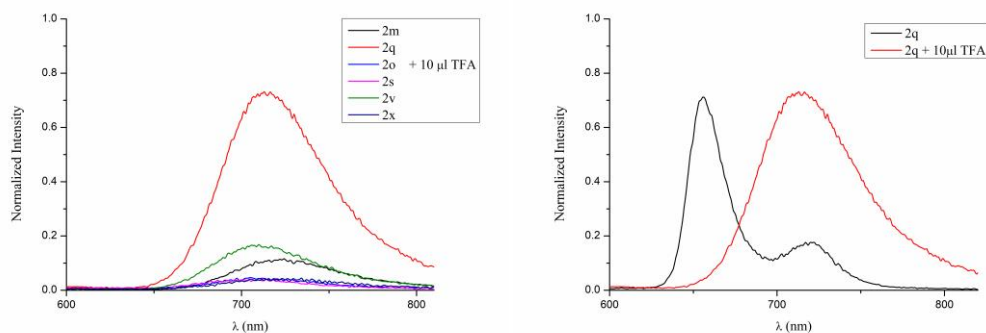 1.0
0.8
0.6
0.4
0.2
0.0
Normalized Intensity
600
700
800
λ (nm)
2m
2q
2o + 10 μl TFA
2s
2v
2x
1.0
0.8
0.6
0.4
0.2
0.0
Normalized Intensity
600
700
800
λ (nm)
2q
2q + 10μl TFA